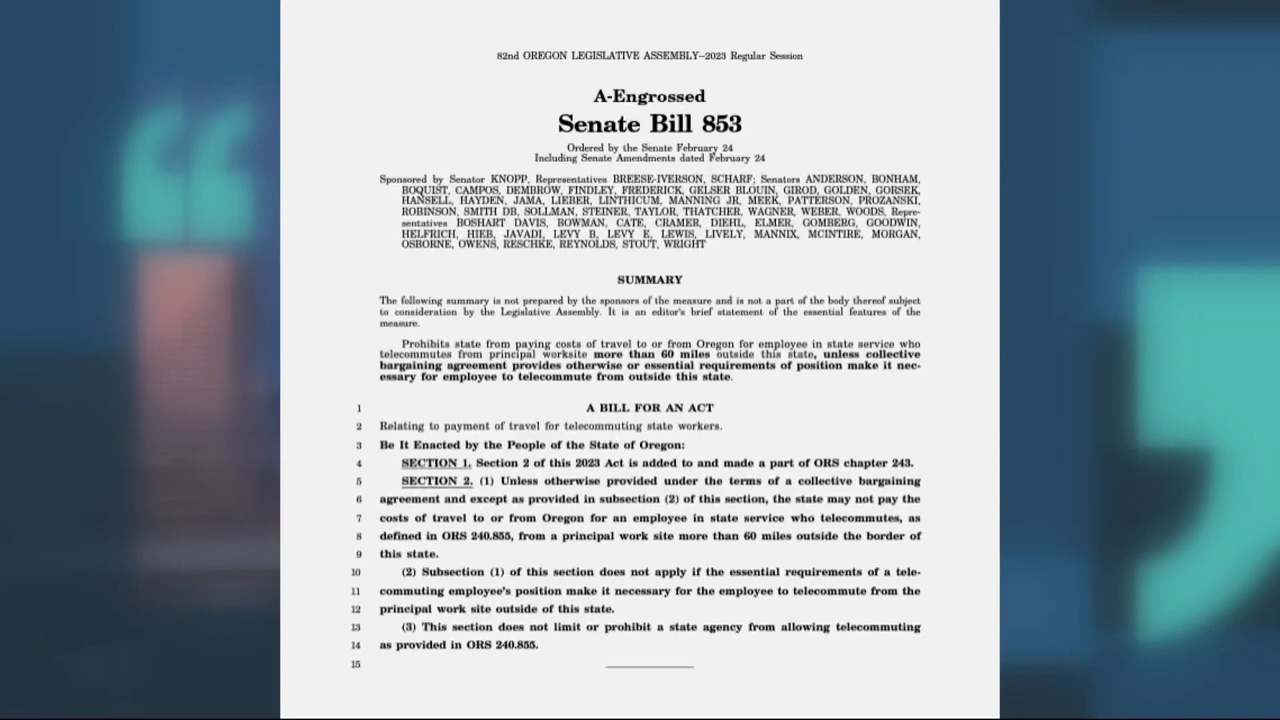 82nd OREGON LEGISLATIVE ASSEMBLY--2023 Regular Session
A-Engrossed
Senate Bill 853
Ordered by the Senate February 24
Including Senate Amendments dated February 24
Sponsored by Senator KNOPP, Representatives BREESE-IVERSON, SCHARF; Senators ANDERSON, BONHAM,
BOQUIST, CAMPOS, DEMBROW, FINDLEY, FREDERICK, GELSER BLOUIN, GIROD, GOLDEN, GORSEK,
HANSELL, HAYDEN, JAMA, LIEBER, LINTHICUM, MANNING JR, MEEK, PATTERSON, PROZANSKI,
ROBINSON, SMITH DB, SOLLMAN, STEINER, TAYLOR, THATCHER, WAGNER, WEBER, WOODS, Repre-
sentatives BOSHART DAVIS, BOWMAN, CATE, CRAMER, DIEHL, ELMER, GOMBERG, GOODWIN,
HELFRICH, HIEB, JAVADI, LEVY B, LEVY E, LEWIS, LIVELY, MANNIX, MCINTIRE, MORGAN,
OSBORNE, OWENS, RESCHKE, REYNOLDS, STOUT, WRIGHT
SUMMARY
The following summary is not prepared by the sponsors of the measure and is not a part of the body thereof subject
to consideration by the Legislative Assembly. It is an editor's brief statement of the essential features of the
measure.
Prohibits state from paying costs of travel to or from Oregon for employee in state service who
telecommutes from principal worksite more than 60 miles outside this state, unless collective
bargaining agreement provides otherwise or essential requirements of position make it nec-
essary for employee to telecommute from outside this state.
1 A BILL FOR AN ACT
2 Relating to payment of travel for telecommuting state workers.
3 Be It Enacted by the People of the State of Oregon:
4 SECTION 1. Section 2 of this 2023 Act is added to and made a part of ORS chapter 243.
5 SECTION 2. (1) Unless otherwise provided under the terms of a collective bargaining
6 agreement and except as provided in subsection (2) of this section, the state may not pay the
7 costs of travel to or from Oregon for an employee in state service who telecommutes, as
8 defined in ORS 240.855, from a principal work site more than 60 miles outside the border of
9 this state.
10 (2) Subsection (1) of this section does not apply if the essential requirements of a tele-
11 commuting employee's position make it necessary for the employee to telecommute from the
12 principal work site outside of this state.
13 (3) This section does not limit or prohibit a state agency from allowing telecommuting
14 as provided in ORS 240.855.
15